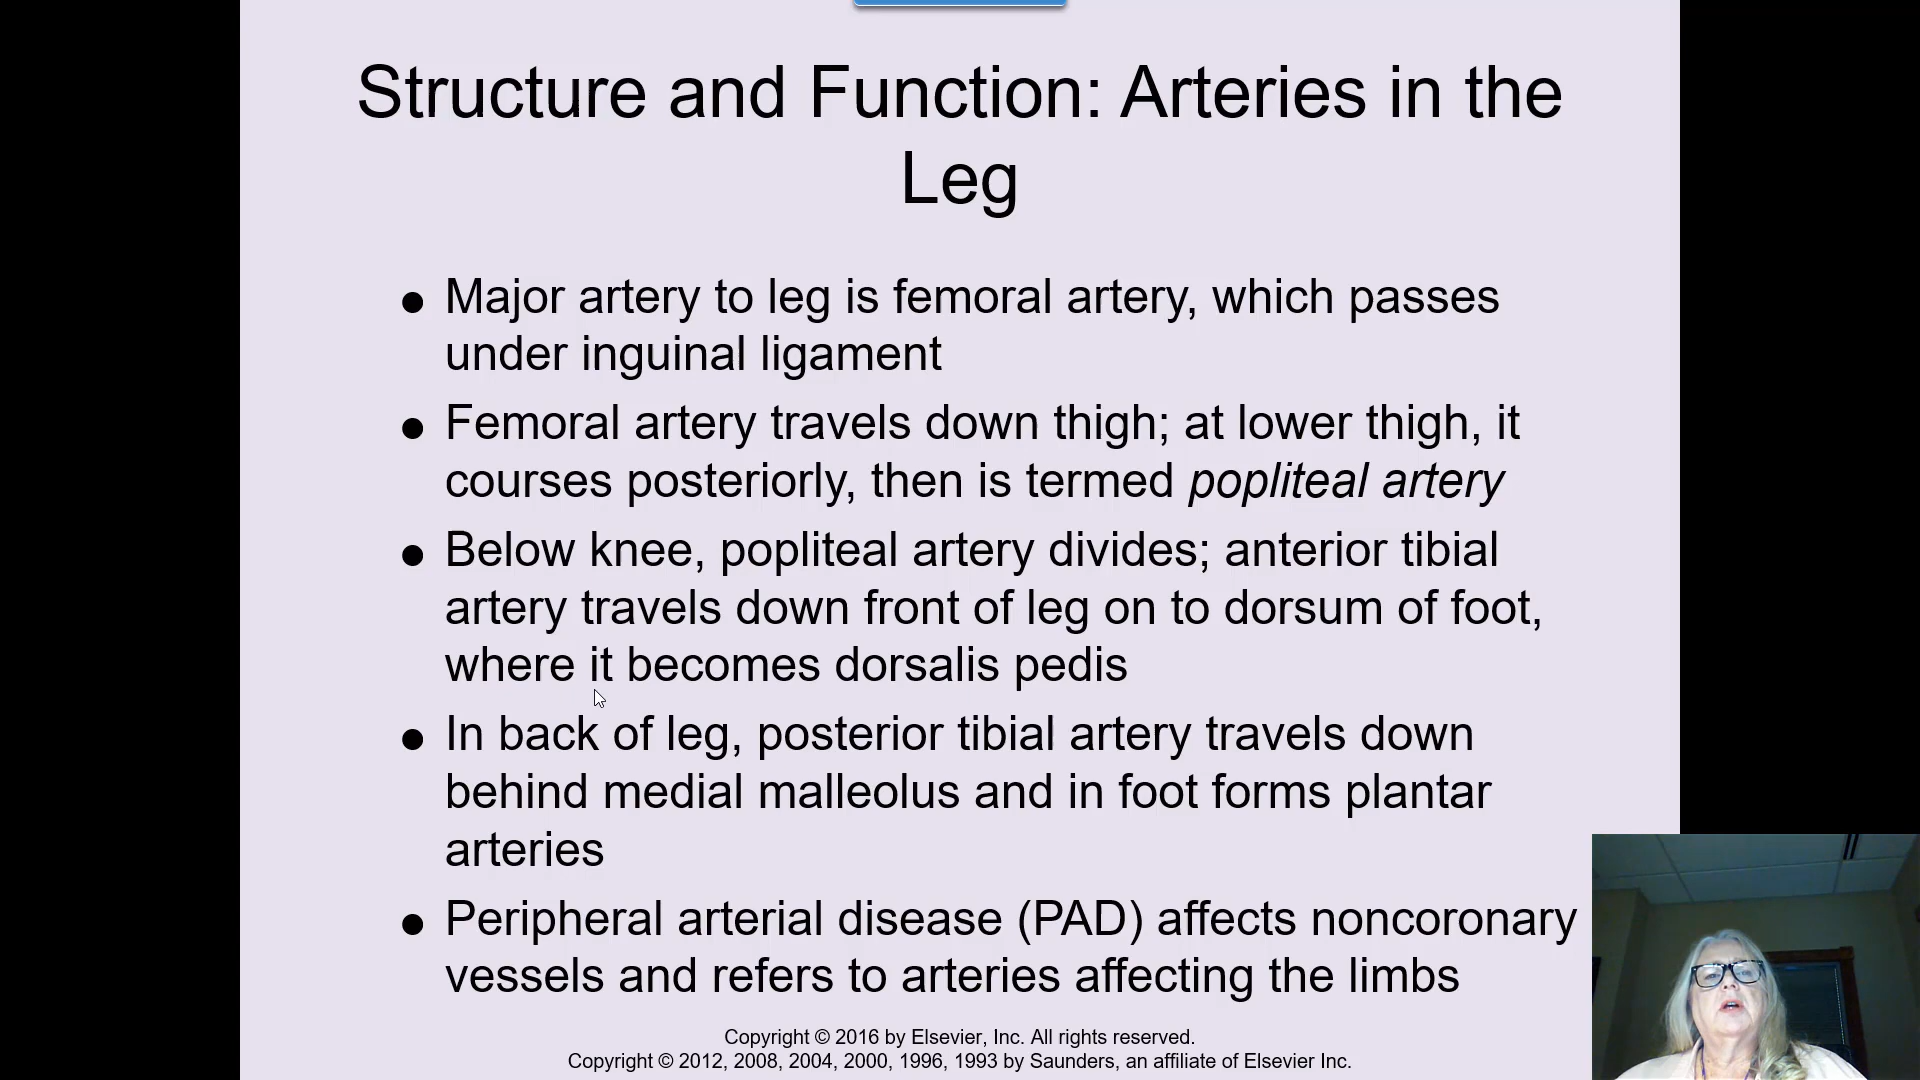 Structure and Function: Arteries in the
Leg
● Major artery to leg is femoral artery, which passes
under inguinal ligament
● Femoral artery travels down thigh; at lower thigh, it
courses posteriorly, then is termed popliteal artery
● Below knee, popliteal artery divides; anterior tibial
artery travels down front of leg on to dorsum of foot,
where it becomes dorsalis pedis
● In back of leg, posterior tibial artery travels down
behind medial malleolus and in foot forms plantar
arteries
● Peripheral arterial disease (PAD) affects noncoronary
vessels and refers to arteries affecting the limbs
Copyright © 2016 by Elsevier, Inc. All rights reserved.
Copyright © 2012, 2008, 2004, 2000, 1996, 1993 by Saunders, an affiliate of Elsevier Inc.